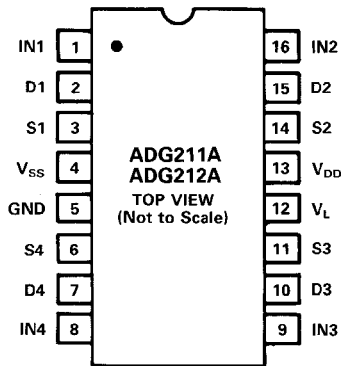 IN1 1 16 IN2
D1 2 15 D2
S1 3 14 S2
VSS 4 13 VDD
GND 5 12 VL
S4 6 11 S3
D4 7 10 D3
IN4 8 9 IN3
ADG211A
ADG212A
TOP VIEW
(Not to Scale)